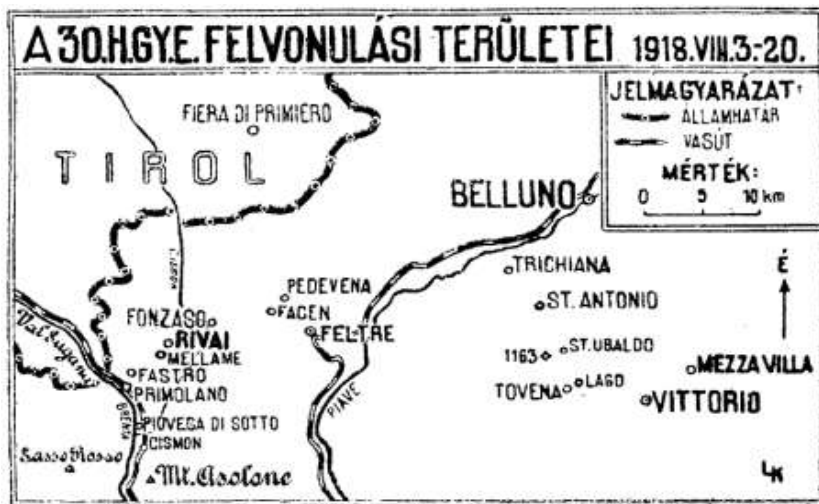 A 30.H.GY.E. FELVONULÁSI TERÜLETEI 1918.VIII.3.-20.
JELMAGYARÁZAT:
ÁLLAMHATÁR
VASÚT
MÉRTÉK:
0 5 10 km
É
FIERA DI PRIMIERO
TIROL
BELLUNO
TRICHIANA
PEDEVENA
FACEN
ST. ANTONIO
FONZASO
FELTRE
RIVAI
MELLAME
1163
ST. UBALDO
MEZZAVILLA
FASTRO
PRIMOLANO
TOVENA
LAGO
VITTORIO
Val Sugana
BRENTA
PIAVE
PIOVEGA DI SOTTO
CISMON
Sasso Rosso
Mt. Asolone
LK